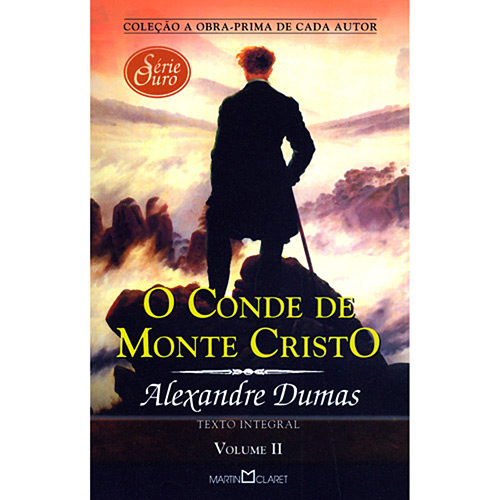 COLEÇÃO A OBRA-PRIMA DE CADA AUTOR
Série
Ouro
O CONDE DE
MONTE CRISTO
Alexandre Dumas
TEXTO INTEGRAL
VOLUME II
MARTIN CLARET